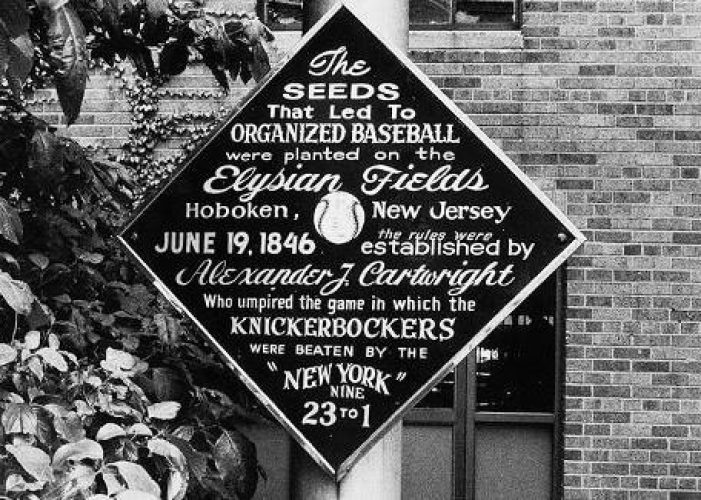 The
SEEDS
That Led To
ORGANIZED BASEBALL
were planted on the
Elysian Fields
Hoboken, New Jersey
JUNE 19, 1846 the rules were
established by
Alexander J. Cartwright
Who umpired the game in which the
KNICKERBOCKERS
WERE BEATEN BY THE
"NEW YORK"
NINE
23 TO 1